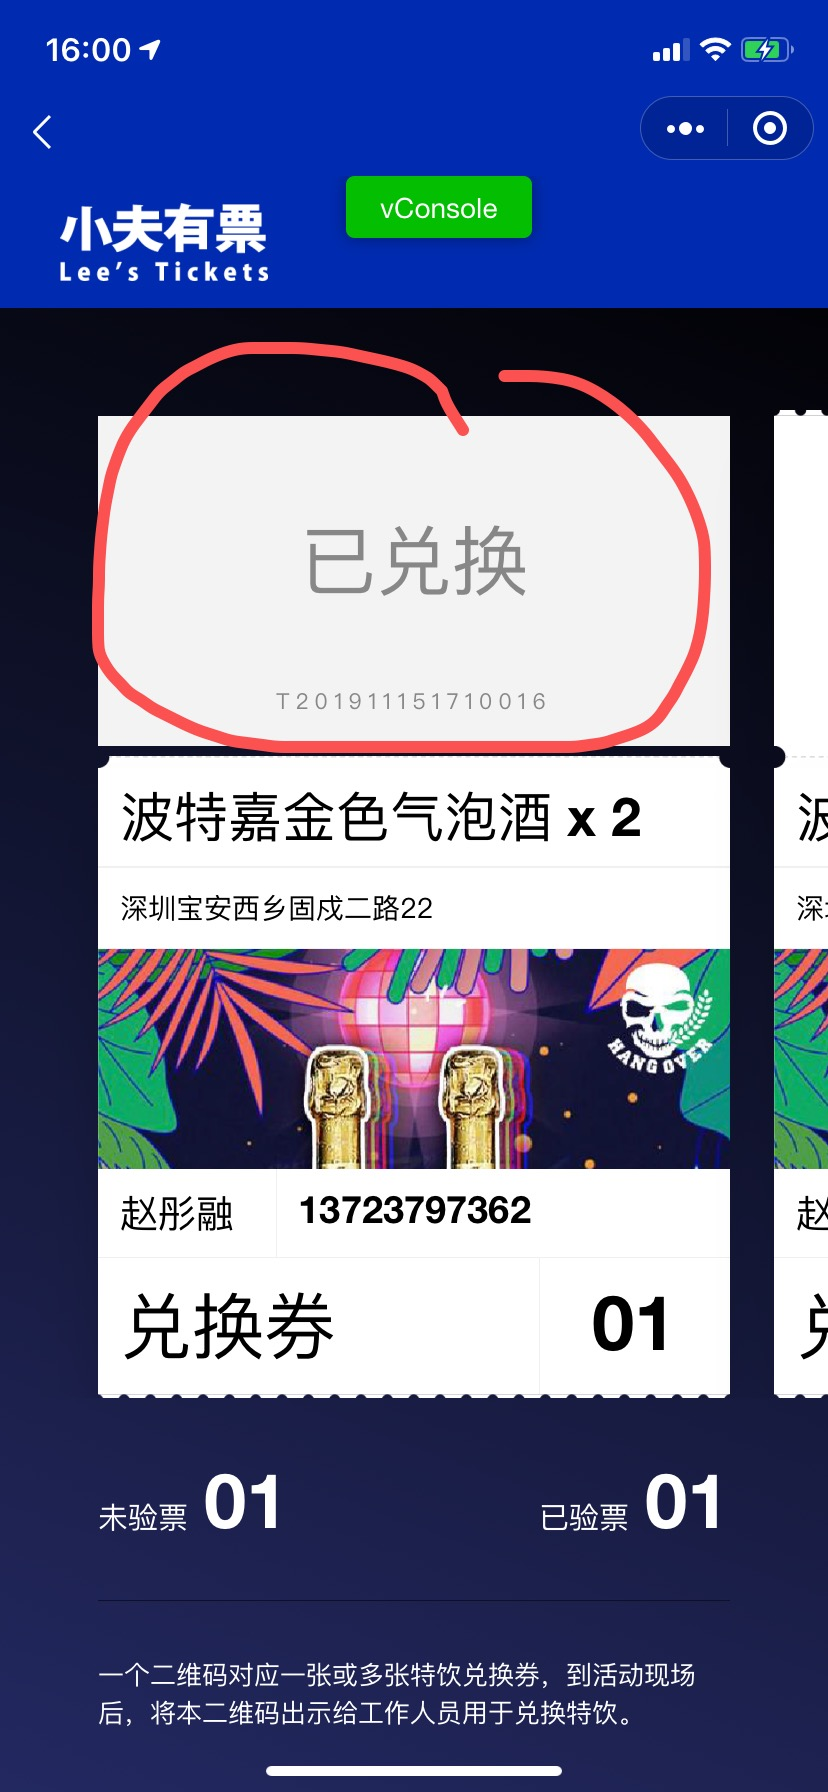 16:00
vConsole
小夫有票
Lee's Tickets
已兑换
T201911151710016
波特嘉金色气泡酒 x 2
深圳宝安西乡固戍二路22
HANGOVER
赵彤融 13723797362
兑换券 01
未验票 01 已验票 01
一个二维码对应一张或多张特饮兑换券，到活动现场
后，将本二维码出示给工作人员用于兑换特饮。